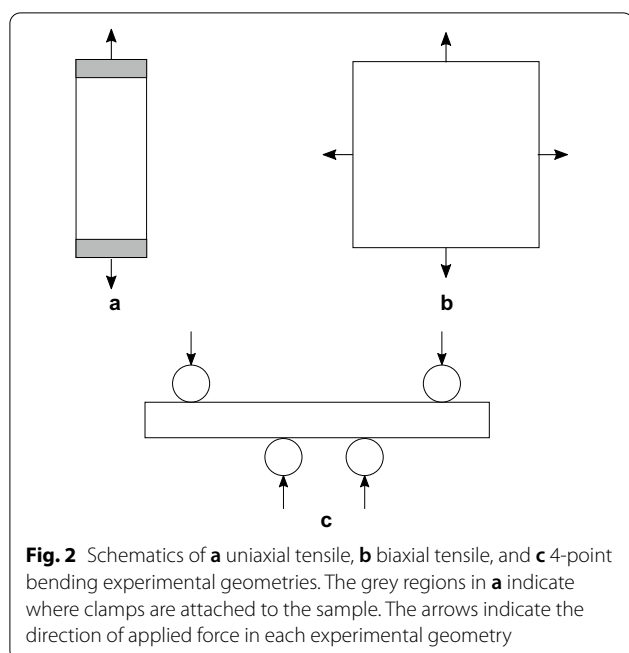 a
b
c
Fig. 2 Schematics of a uniaxial tensile, b biaxial tensile, and c 4-point
bending experimental geometries. The grey regions in a indicate
where clamps are attached to the sample. The arrows indicate the
direction of applied force in each experimental geometry